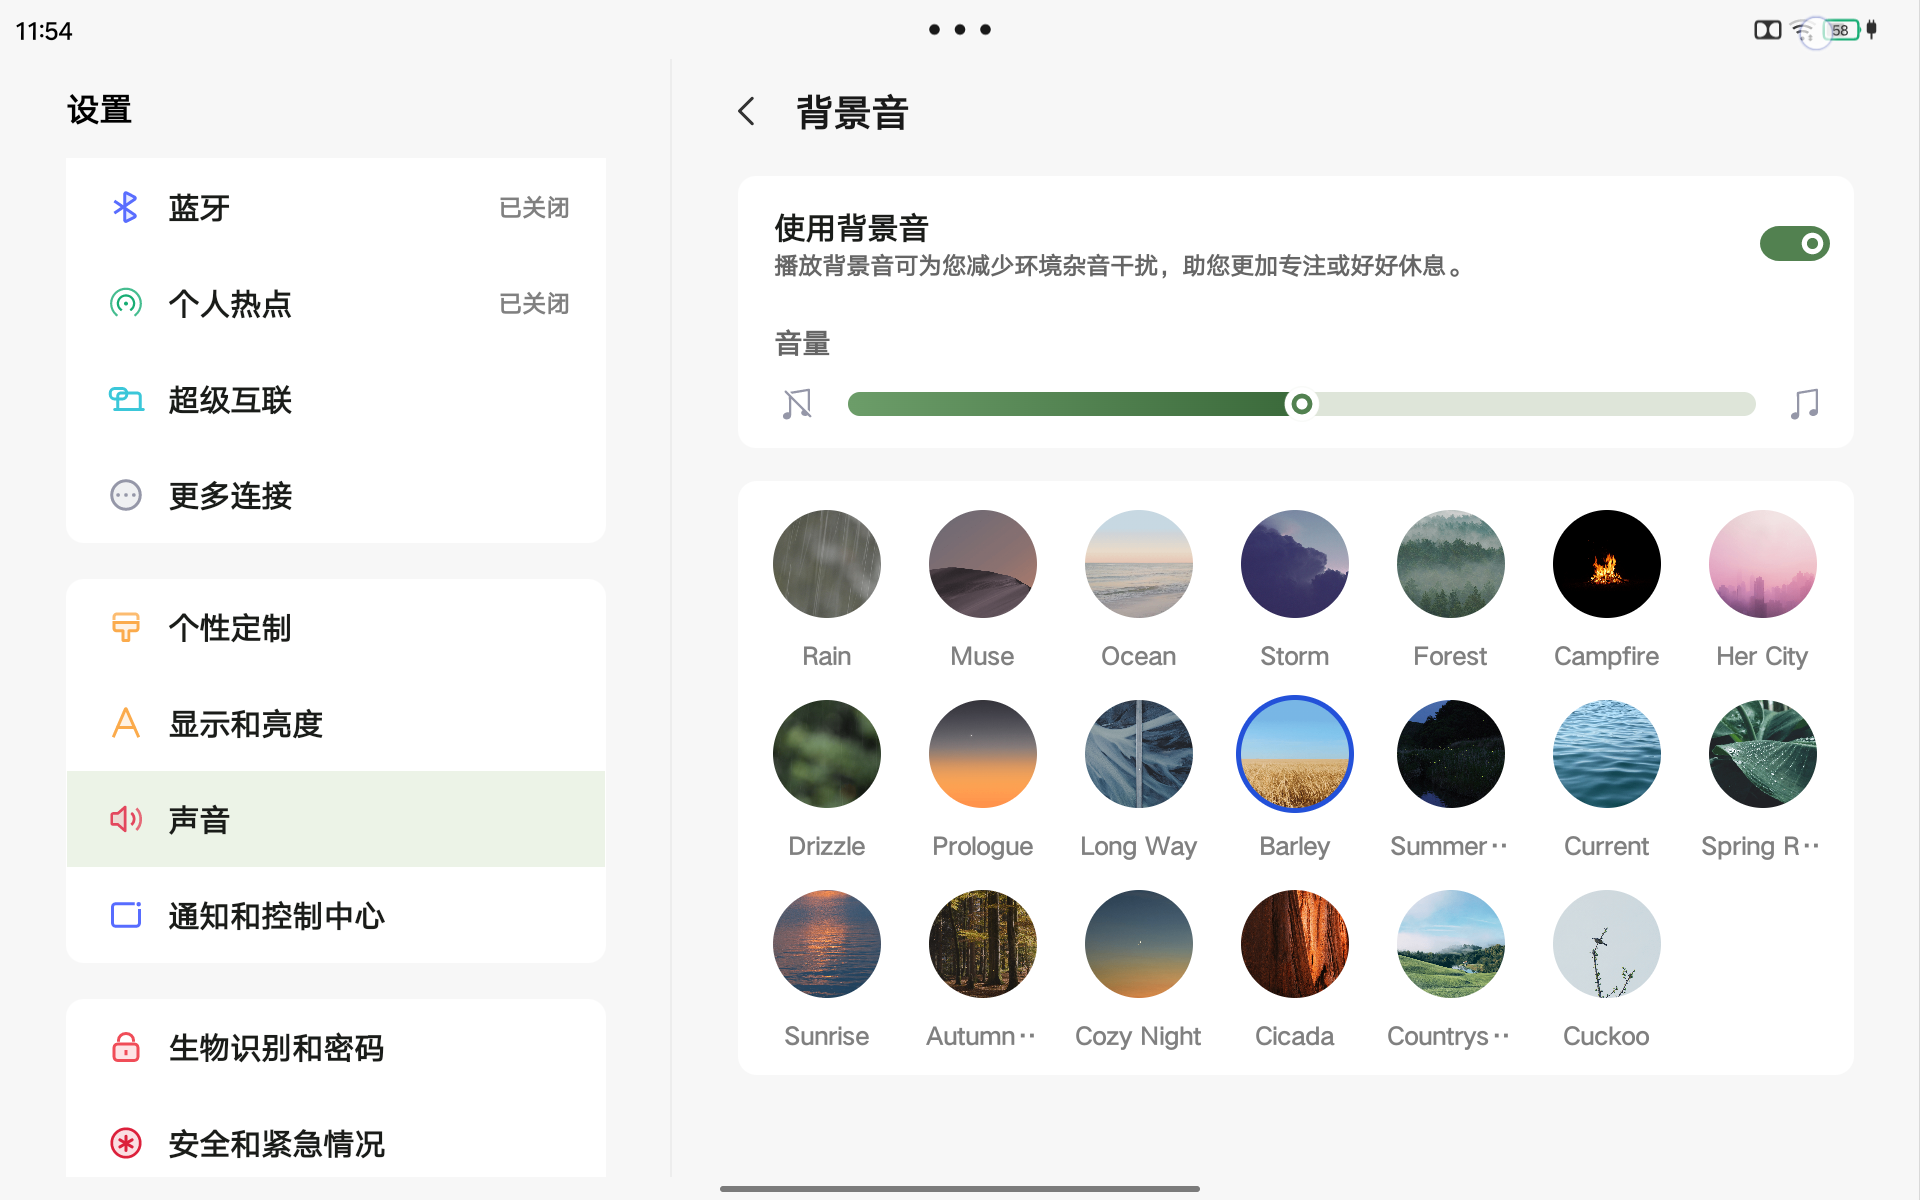 11:54
58
设置
蓝牙
已关闭
个人热点
已关闭
超级互联
更多连接
个性定制
显示和亮度
声音
通知和控制中心
生物识别和密码
安全和紧急情况
背景音
使用背景音
播放背景音可为您减少环境杂音干扰，助您更加专注或好好休息。
音量
Rain
Muse
Ocean
Storm
Forest
Campfire
Her City
Drizzle
Prologue
Long Way
Barley
Summer··
Current
Spring R··
Sunrise
Autumn··
Cozy Night
Cicada
Countrys··
Cuckoo